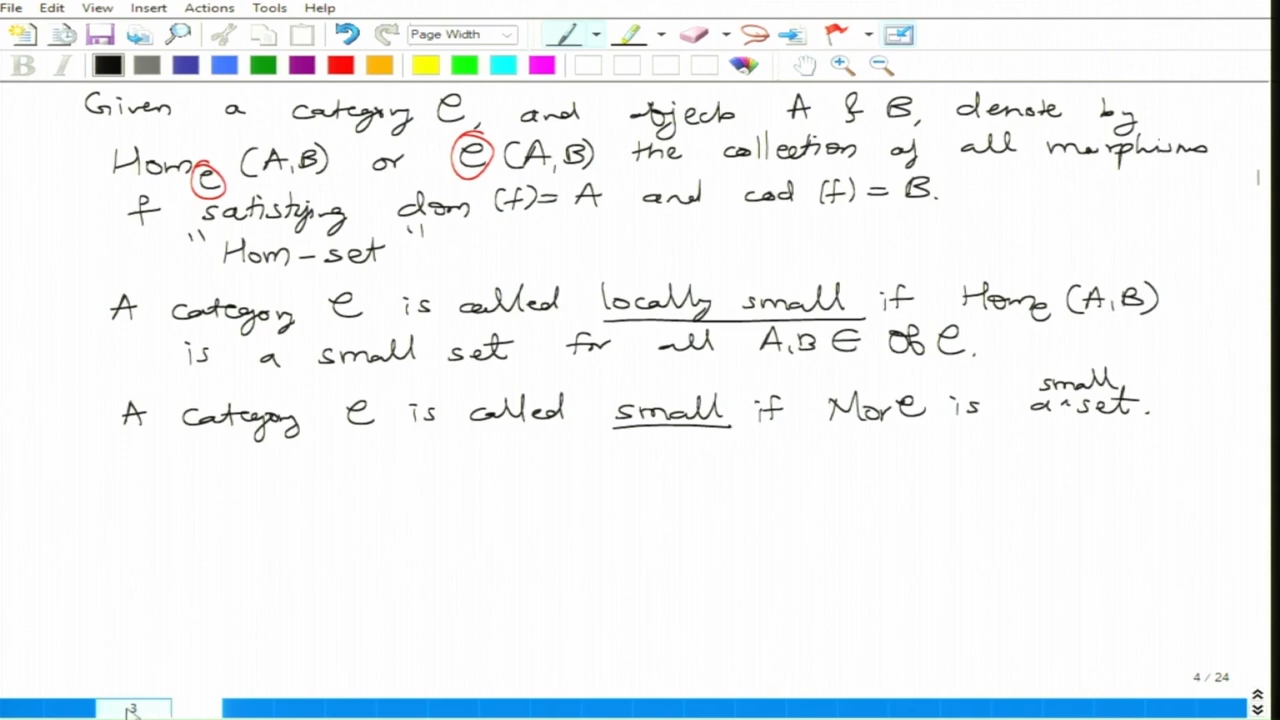 File Edit View Insert Actions Tools Help
Page Width
B I
Given a category C, and objects A & B, denote by
Hom_C (A,B) or C (A,B) the collection of all morphisms
f satisfying dom (f)= A and cod (f) = B.
"Hom-set"
A category C is called locally small if Hom_C (A,B)
is a small set for all A,B ∈ Ob C.
small
A category C is called small if Mor C is a ^ set.
4 / 24
3